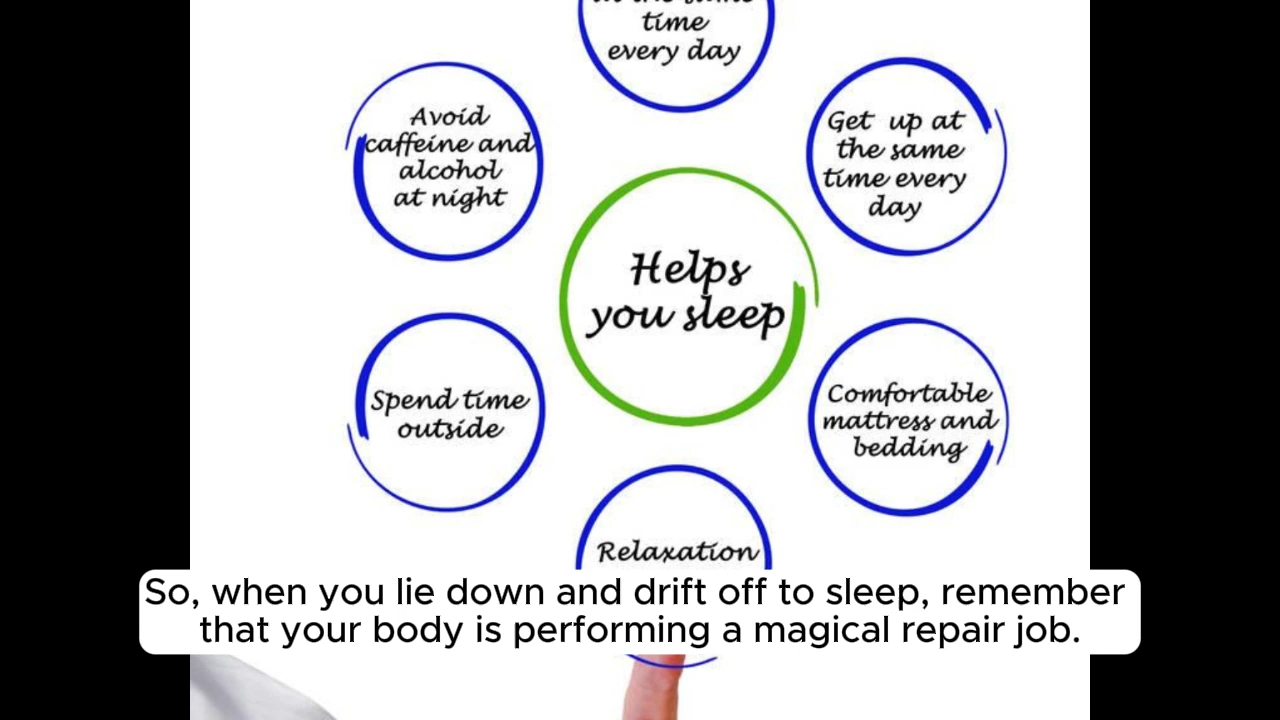 time
every day
Avoid
caffeine and
alcohol
at night
Get up at
the same
time every
day
Helps
you sleep
Spend time
outside
Comfortable
mattress and
bedding
Relaxation
So, when you lie down and drift off to sleep, remember
that your body is performing a magical repair job.